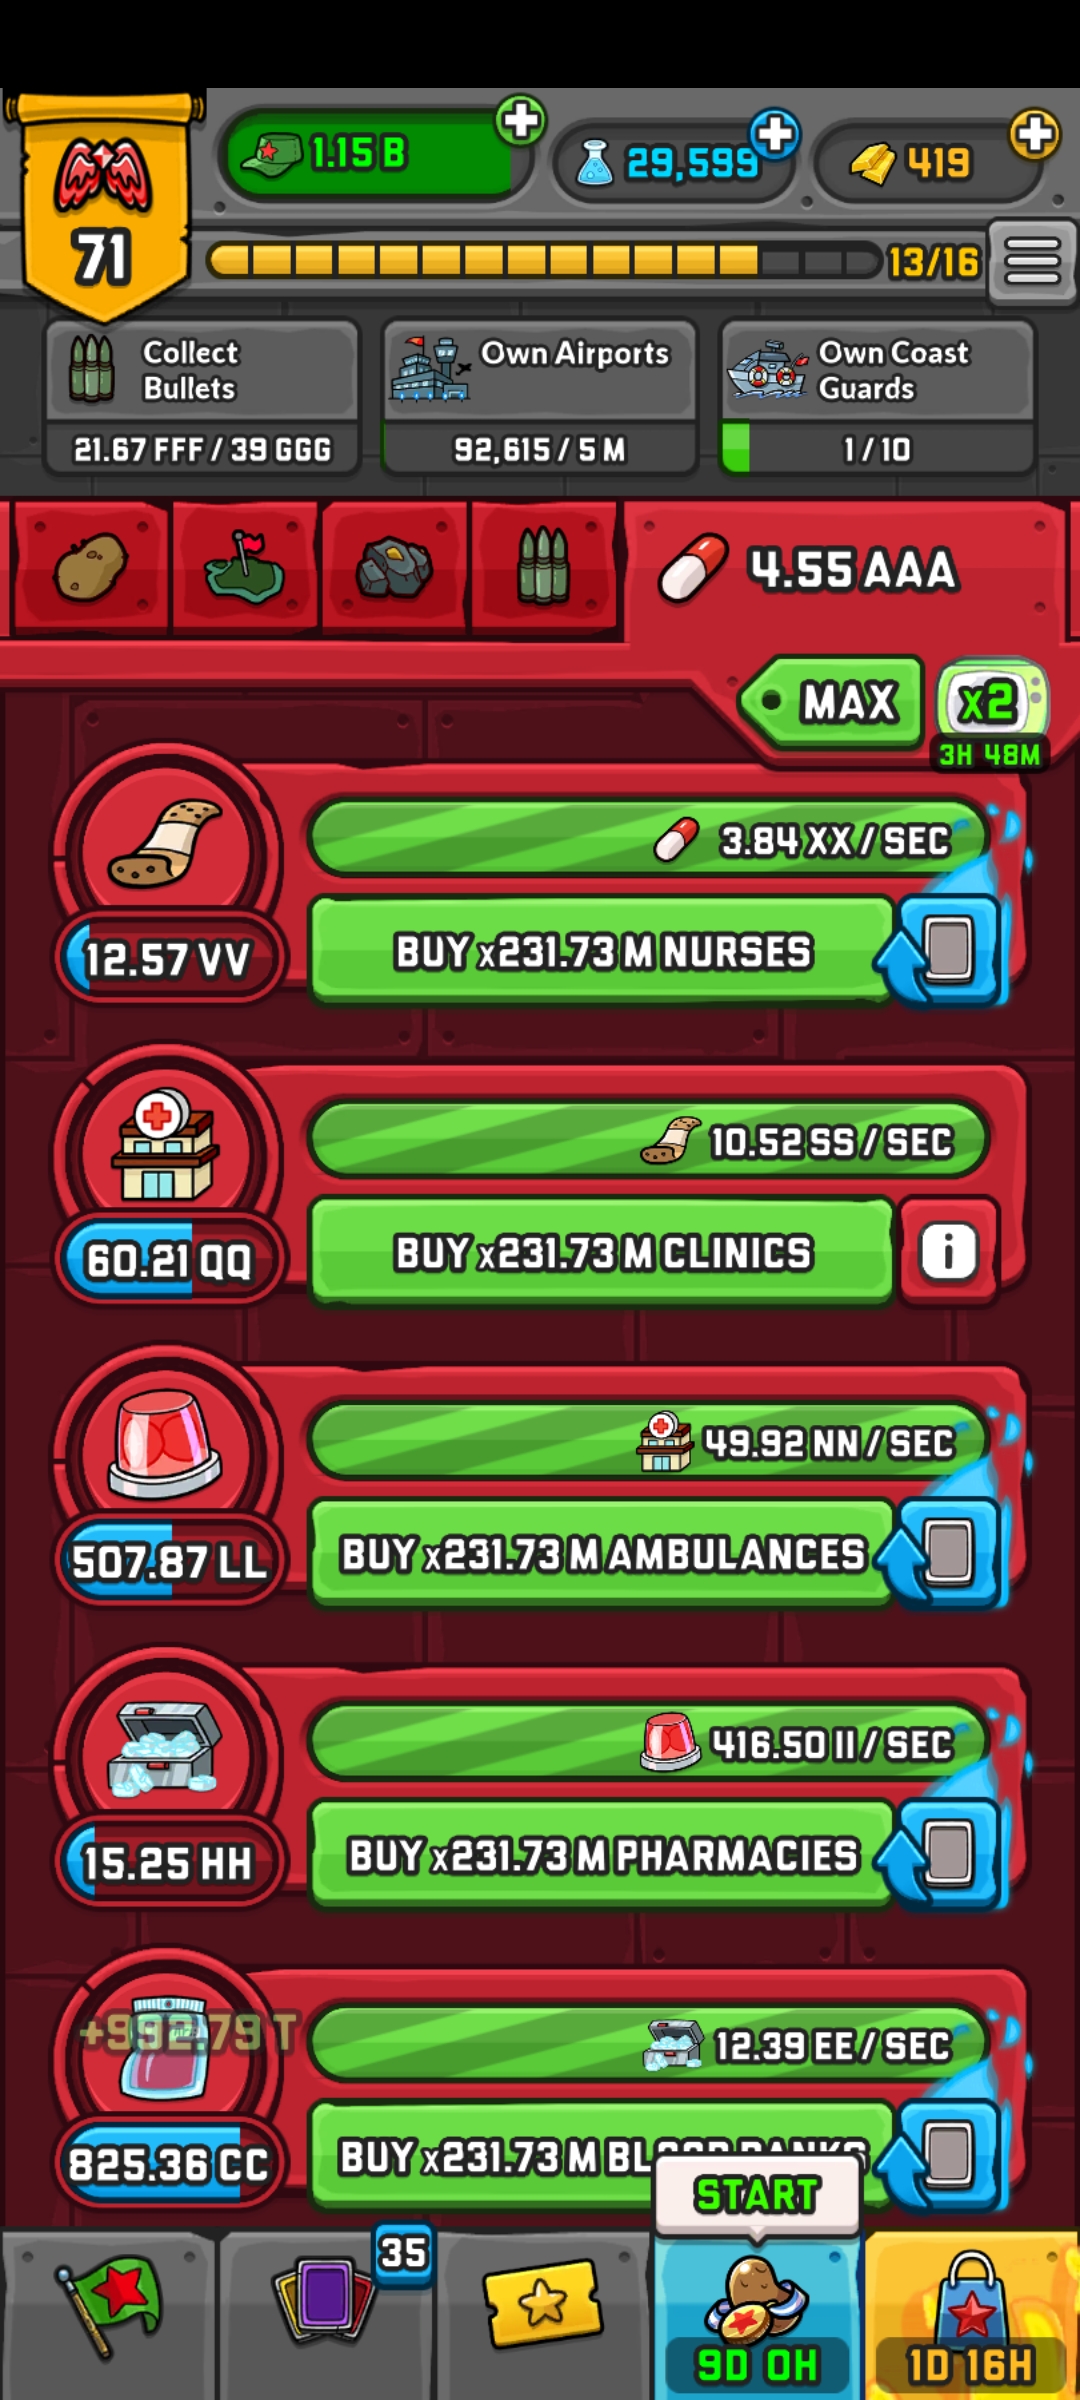 1.15 B
29,599
419
71
13/16
Collect
Bullets
21.67 FFF / 39 GGG
Own Airports
92,615 / 5 M
Own Coast
Guards
1 / 10
4.55 AAA
MAX
x2
3H 48M
3.84 XX / SEC
12.57 VV
BUY x231.73 M NURSES
10.52 SS / SEC
60.21 QQ
BUY x231.73 M CLINICS
i
49.92 NN / SEC
507.87 LL
BUY x231.73 M AMBULANCES
416.50 II / SEC
15.25 HH
BUY x231.73 M PHARMACIES
+992.79 T
12.39 EE / SEC
825.36 CC
BUY x231.73 M BLOOD BANKS
START
35
9D 0H
1D 16H